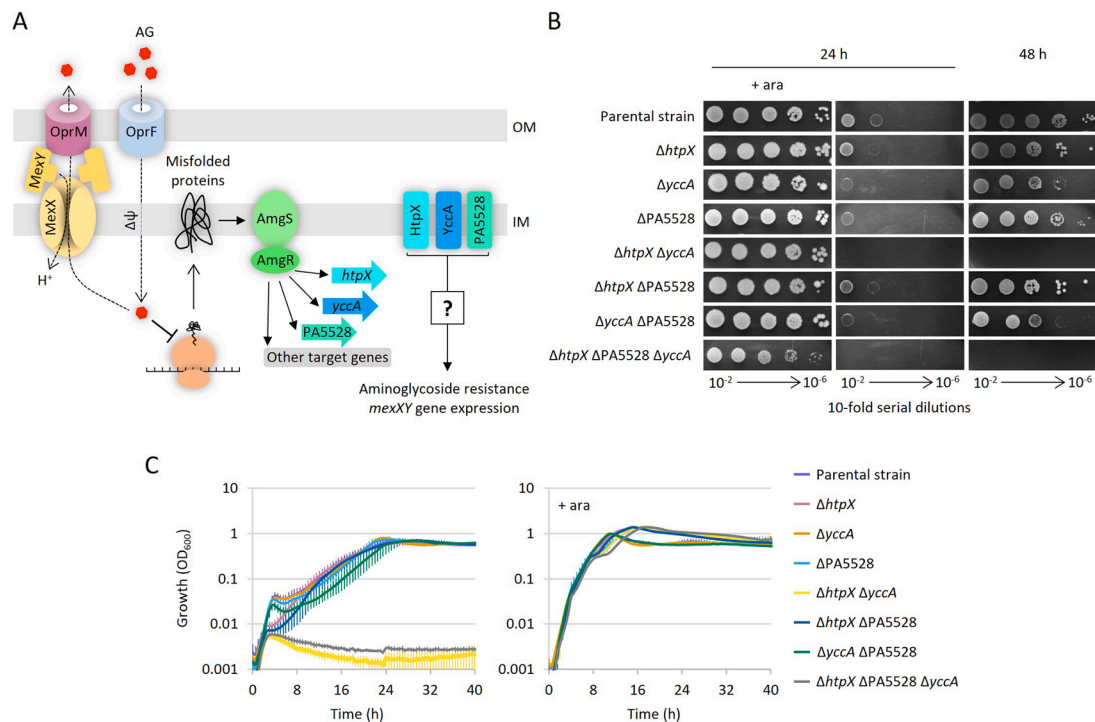 A
AG
OprM
OprF
OM
MexY
Misfolded
proteins
MexX
Δψ
AmgS
HtpX
YccA
PA5528
IM
H+
AmgR
htpX
yccA
PA5528
?
Other target genes
Aminoglycoside resistance
mexXY gene expression
B
24 h
48 h
+ ara
Parental strain
ΔhtpX
ΔyccA
ΔPA5528
ΔhtpX ΔyccA
ΔhtpX ΔPA5528
ΔyccA ΔPA5528
ΔhtpX ΔPA5528 ΔyccA
10-2 10-6 10-2 10-6 10-2 10-6
10-fold serial dilutions
C
Growth (OD600)
10
1
0.1
0.01
0.001
0 8 16 24 32 40
Time (h)
+ ara
10
1
0.1
0.01
0.001
0 8 16 24 32 40
Time (h)
Parental strain
ΔhtpX
ΔyccA
ΔPA5528
ΔhtpX ΔyccA
ΔhtpX ΔPA5528
ΔyccA ΔPA5528
ΔhtpX ΔPA5528 ΔyccA